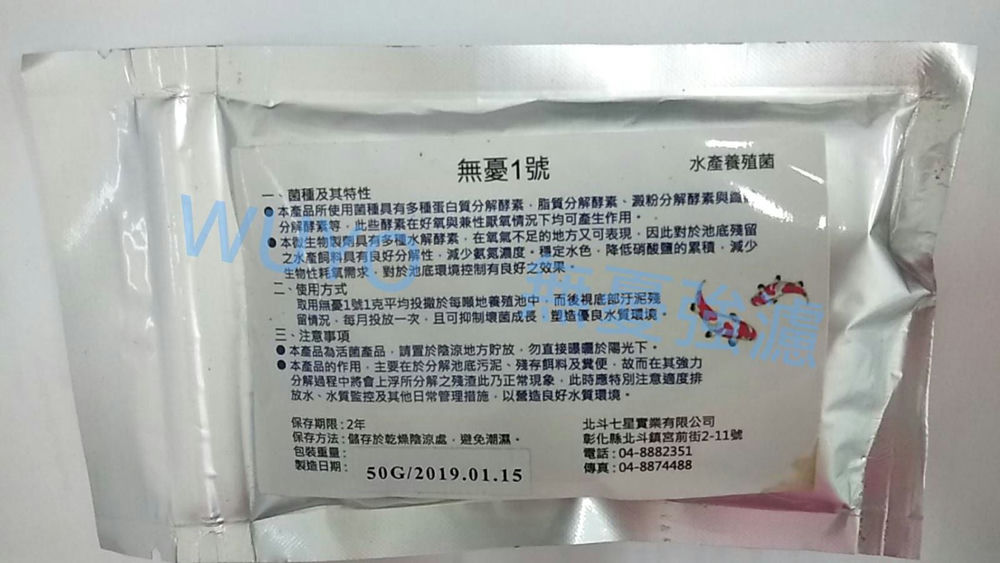 無憂1號
水產養殖菌
一、菌種及其特性
●本產品所使用菌種具有多種蛋白質分解酵素,脂質分解酵素、澱粉分解酵素與
分解酵素等,此些酵素在好氧與兼性厭氧情況下均可產生作用。
●本微生物製劑具有多種水解酵素,在氧氣不足的地方又可表現,因此對於池底殘留
之水產飼料具有良好分解性,減少氨氮濃度。穩定水色,降低硝酸鹽的累積,減少
生物性耗氧需求,對於池底環境控制有良好之效果。
二、使用方式
取用無憂1號1克平均投撒於每噸地養殖池中,而後視底部汙泥殘
留情況,每月投放一次,且可抑制壞菌成長,塑造優良水質環境。
三、注意事項
●本產品為活菌產品,請置於陰涼地方貯放,勿直接曝曬於陽光下。
●本產品的作用,主要在於分解池底污泥、殘存飼料及糞便,故而在其強力
分解過程中將會上浮所分解之殘渣此乃正常現象,此時應特別注意適度排
放水、水質監控及其他日常管理措施,以營造良好水質環境。
保存期限:2年
保存方法:儲存於乾燥陰涼處,避免潮濕。
包裝重量:
製造日期:
50G/2019.01.15
北斗七星實業有限公司
彰化縣北斗鎮宮前街2-11號
電話:04-8882351
傳真:04-8874488
無憂強濾